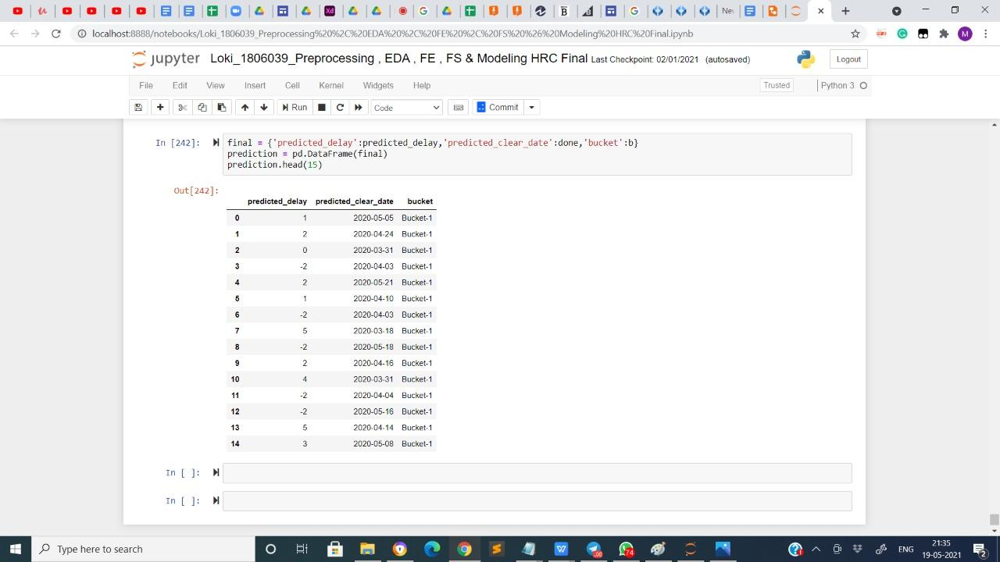 New
localhost:8888/notebooks/Loki_1806039_Preprocessing%20%2C%20EDA%20%2C%20FE%20%2C%20FS%20%26%20Modeling%20HRC%20Final.ipynb
M
jupyter Loki_1806039_Preprocessing , EDA , FE , FS & Modeling HRC Final Last Checkpoint: 02/01/2021 (autosaved)
Logout
File Edit View Insert Cell Kernel Widgets Help Trusted Python 3
Run Code Commit
In [242]: final = {'predicted_delay':predicted_delay,'predicted_clear_date':done,'bucket':b}
prediction = pd.DataFrame(final)
prediction.head(15)
Out[242]:
predicted_delay predicted_clear_date bucket
0 1 2020-05-05 Bucket-1
1 2 2020-04-24 Bucket-1
2 0 2020-03-31 Bucket-1
3 -2 2020-04-03 Bucket-1
4 2 2020-05-21 Bucket-1
5 1 2020-04-10 Bucket-1
6 -2 2020-04-03 Bucket-1
7 5 2020-03-18 Bucket-1
8 -2 2020-05-18 Bucket-1
9 2 2020-04-16 Bucket-1
10 4 2020-03-31 Bucket-1
11 -2 2020-04-04 Bucket-1
12 -2 2020-05-16 Bucket-1
13 5 2020-04-14 Bucket-1
14 3 2020-05-08 Bucket-1
In [ ]:
In [ ]:
Type here to search
74
ENG
21:35
19-05-2021
2